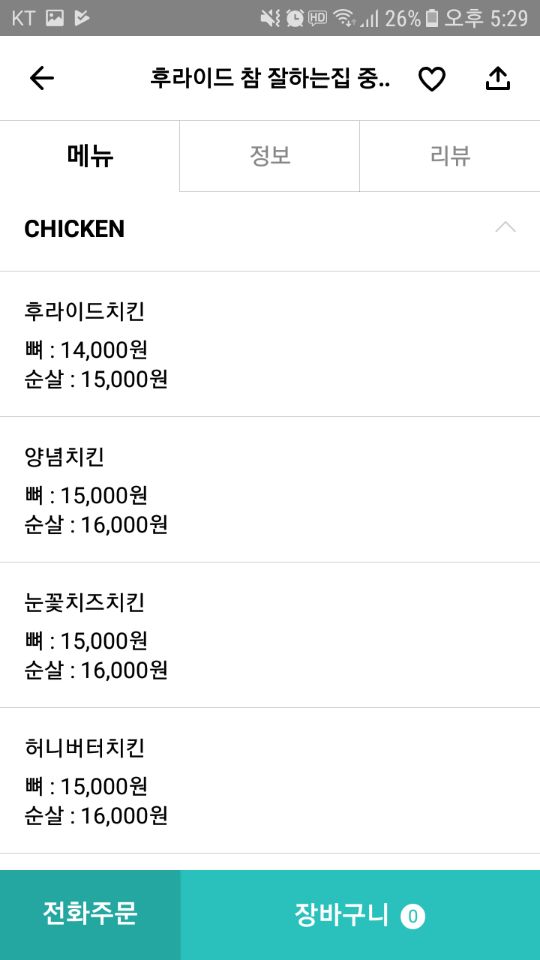 KT HD 26% 오후 5:29
후라이드 참 잘하는집 중..
메뉴 정보 리뷰
CHICKEN
후라이드치킨
뼈 : 14,000원
순살 : 15,000원
양념치킨
뼈 : 15,000원
순살 : 16,000원
눈꽃치즈치킨
뼈 : 15,000원
순살 : 16,000원
허니버터치킨
뼈 : 15,000원
순살 : 16,000원
전화주문 장바구니 0